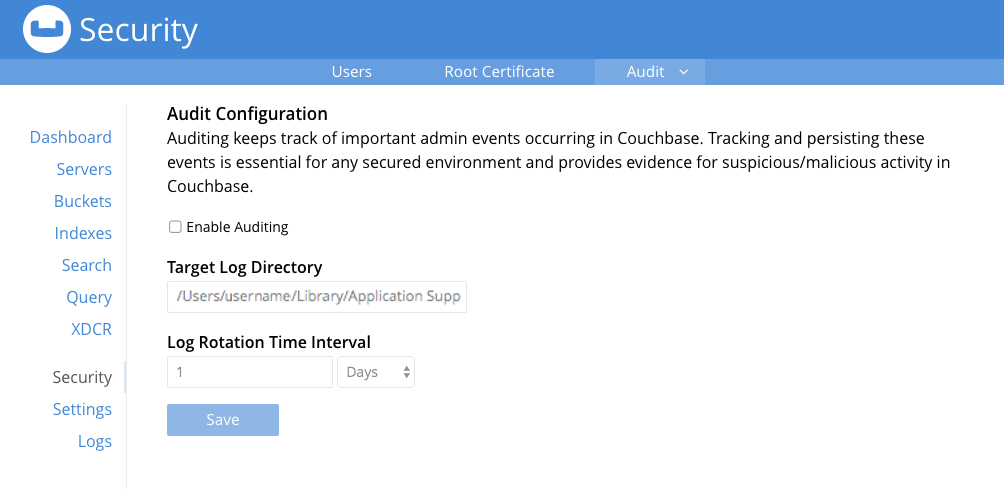 Security
Users
Root Certificate
Audit
Dashboard
Servers
Buckets
Indexes
Search
Query
XDCR
Security
Settings
Logs
Audit Configuration
Auditing keeps track of important admin events occurring in Couchbase. Tracking and persisting these
events is essential for any secured environment and provides evidence for suspicious/malicious activity in
Couchbase.
Enable Auditing
Target Log Directory
/Users/username/Library/Application Supp
Log Rotation Time Interval
1 Days
Save